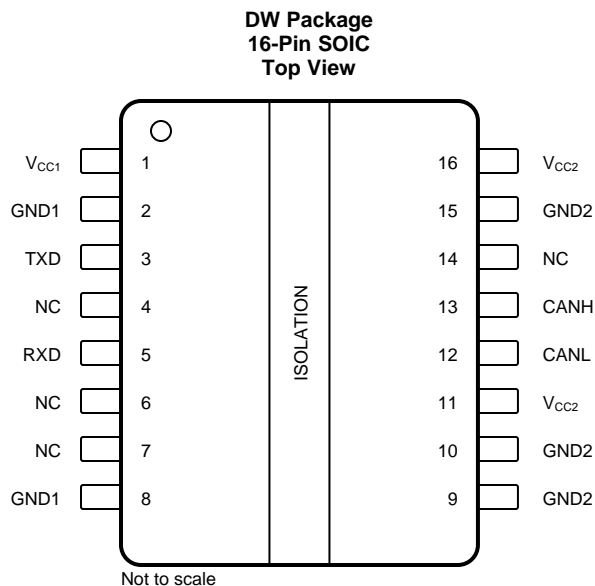 DW Package
16-Pin SOIC
Top View
VCC1 1 16 VCC2
GND1 2 15 GND2
TXD 3 14 NC
NC 4 13 CANH
RXD 5 12 CANL
NC 6 11 VCC2
NC 7 10 GND2
GND1 8 9 GND2
ISOLATION
Not to scale